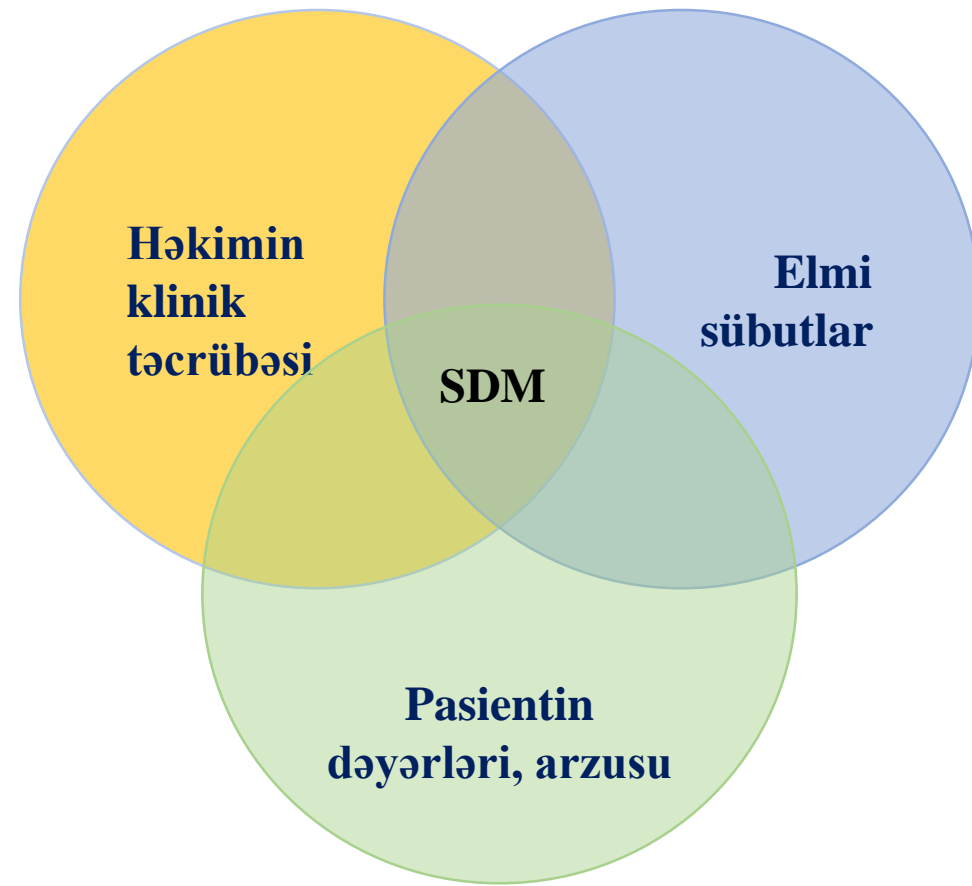 Həkimin
klinik
təcrübəsi
Elmi
sübutlar
SDM
Pasientin
dəyərləri, arzusu